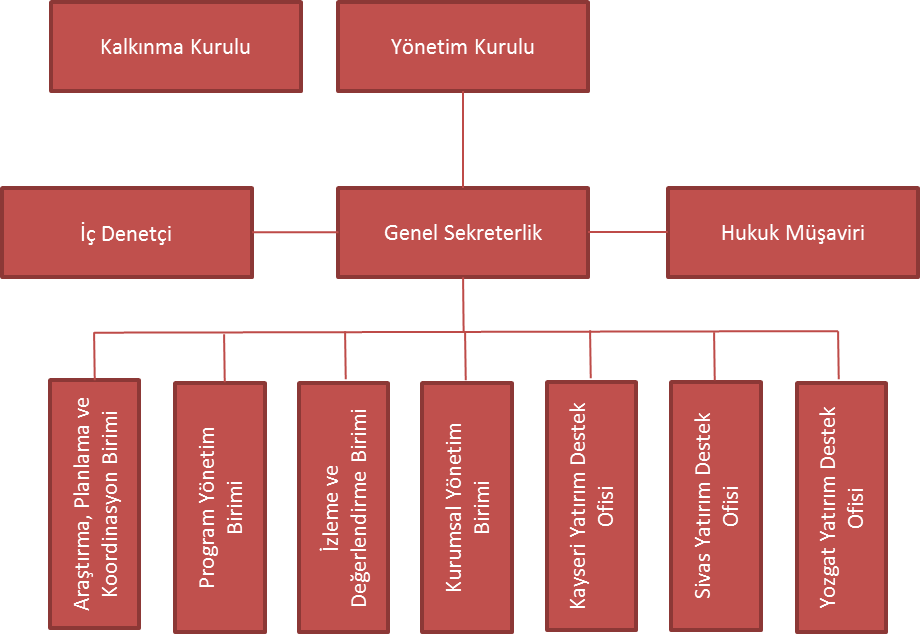 Kalkınma Kurulu
Yönetim Kurulu
İç Denetçi
Genel Sekreterlik
Hukuk Müşaviri
Araştırma, Planlama ve
Koordinasyon Birimi
Program Yönetim
Birimi
İzleme ve
Değerlendirme Birimi
Kurumsal Yönetim
Birimi
Kayseri Yatırım Destek
Ofisi
Sivas Yatırım Destek
Ofisi
Yozgat Yatırım Destek
Ofisi